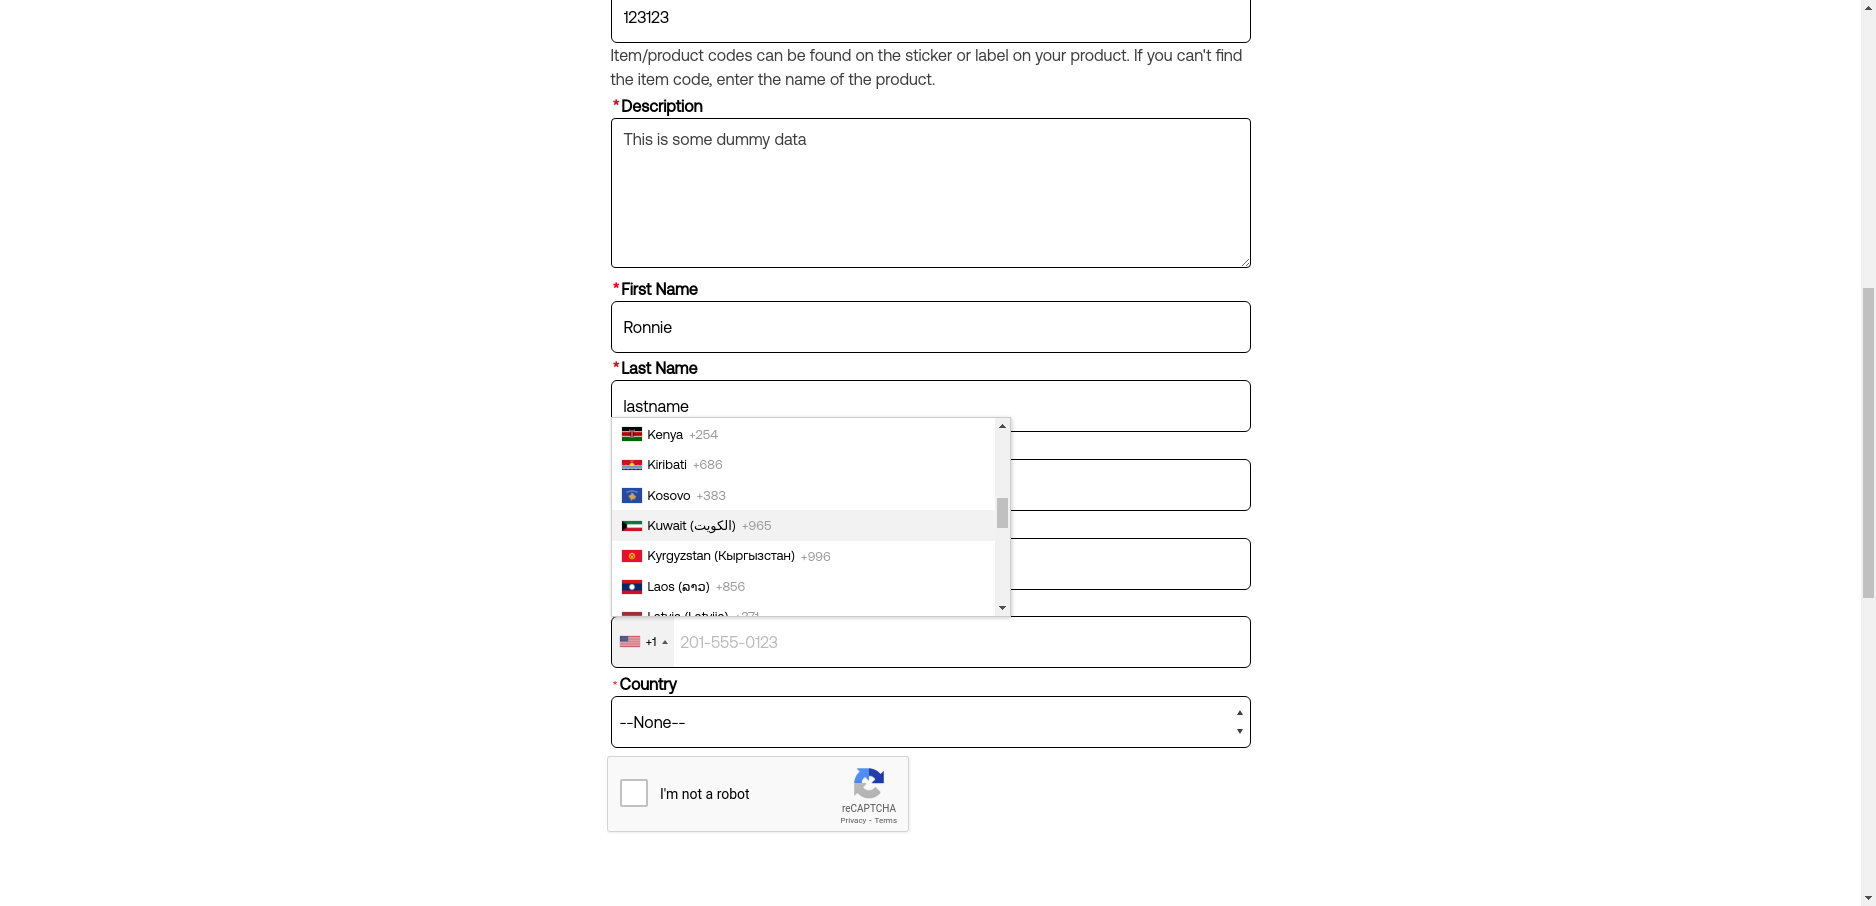 123123
Item/product codes can be found on the sticker or label on your product. If you can't find
the item code, enter the name of the product.
*Description
This is some dummy data
*First Name
Ronnie
*Last Name
lastname
Kenya +254
Kiribati +686
Kosovo +383
Kuwait (‫الكويت‬‎) +965
Kyrgyzstan (Кыргызстан) +996
Laos (ລາວ) +856
Latvia (Latvija) +371
+1 201-555-0123
*Country
--None--
I'm not a robot
reCAPTCHA
Privacy - Terms